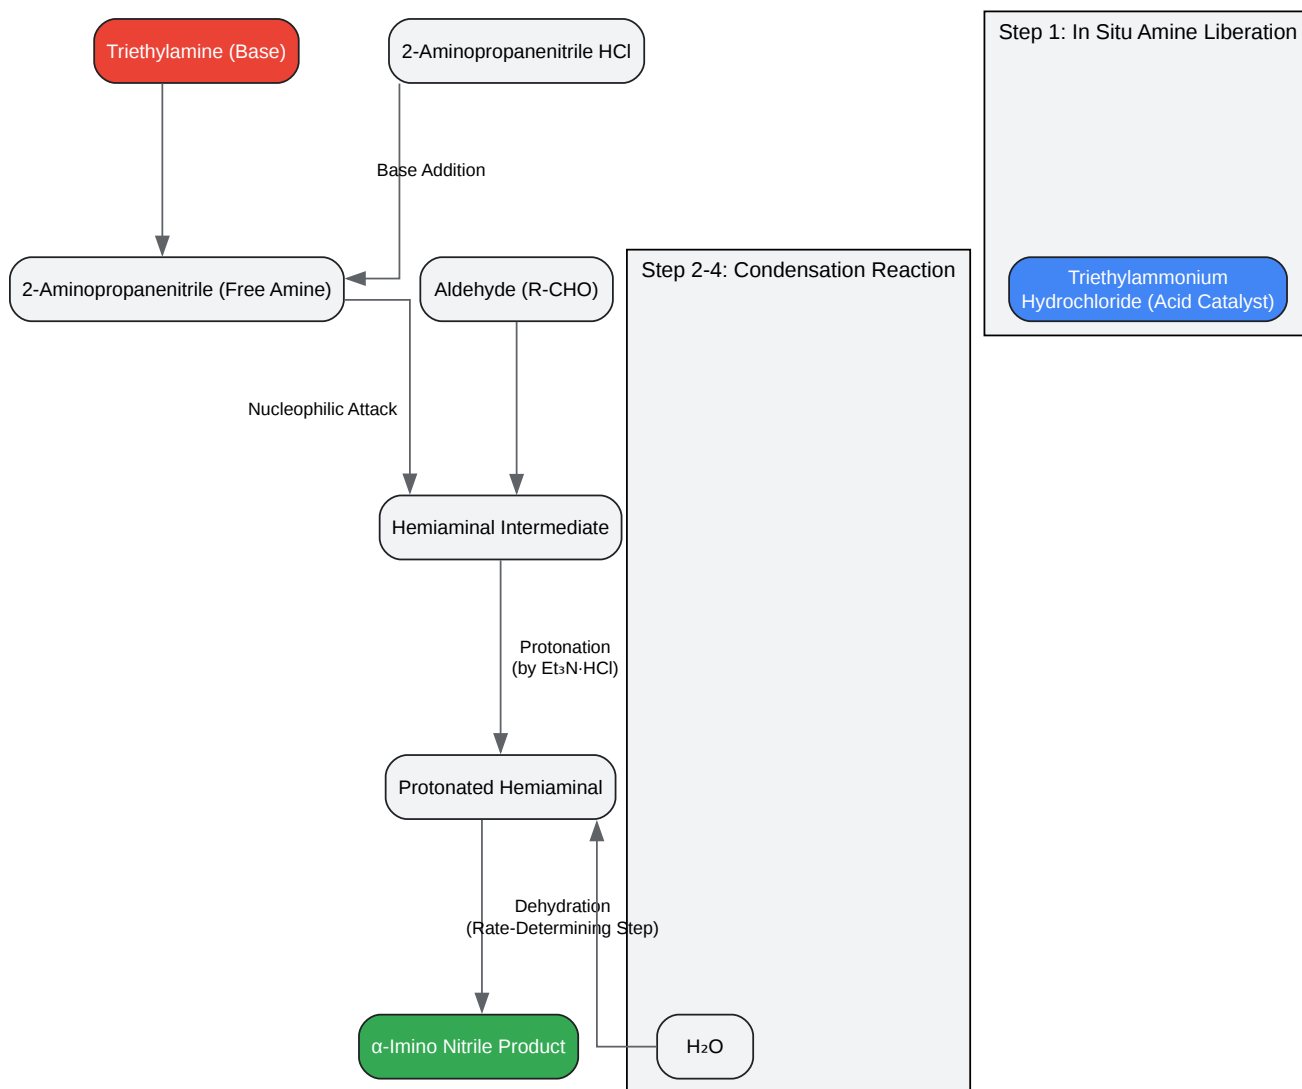 Triethylamine (Base)
2-Aminopropanenitrile HCl
Step 1: In Situ Amine Liberation
Base Addition
2-Aminopropanenitrile (Free Amine)
Aldehyde (R-CHO)
Step 2-4: Condensation Reaction
Triethylammonium
Hydrochloride (Acid Catalyst)
Nucleophilic Attack
Hemiaminal Intermediate
Protonation
(by Et₃N·HCl)
Protonated Hemiaminal
Dehydration
(Rate-Determining Step)
α-Imino Nitrile Product
H₂O